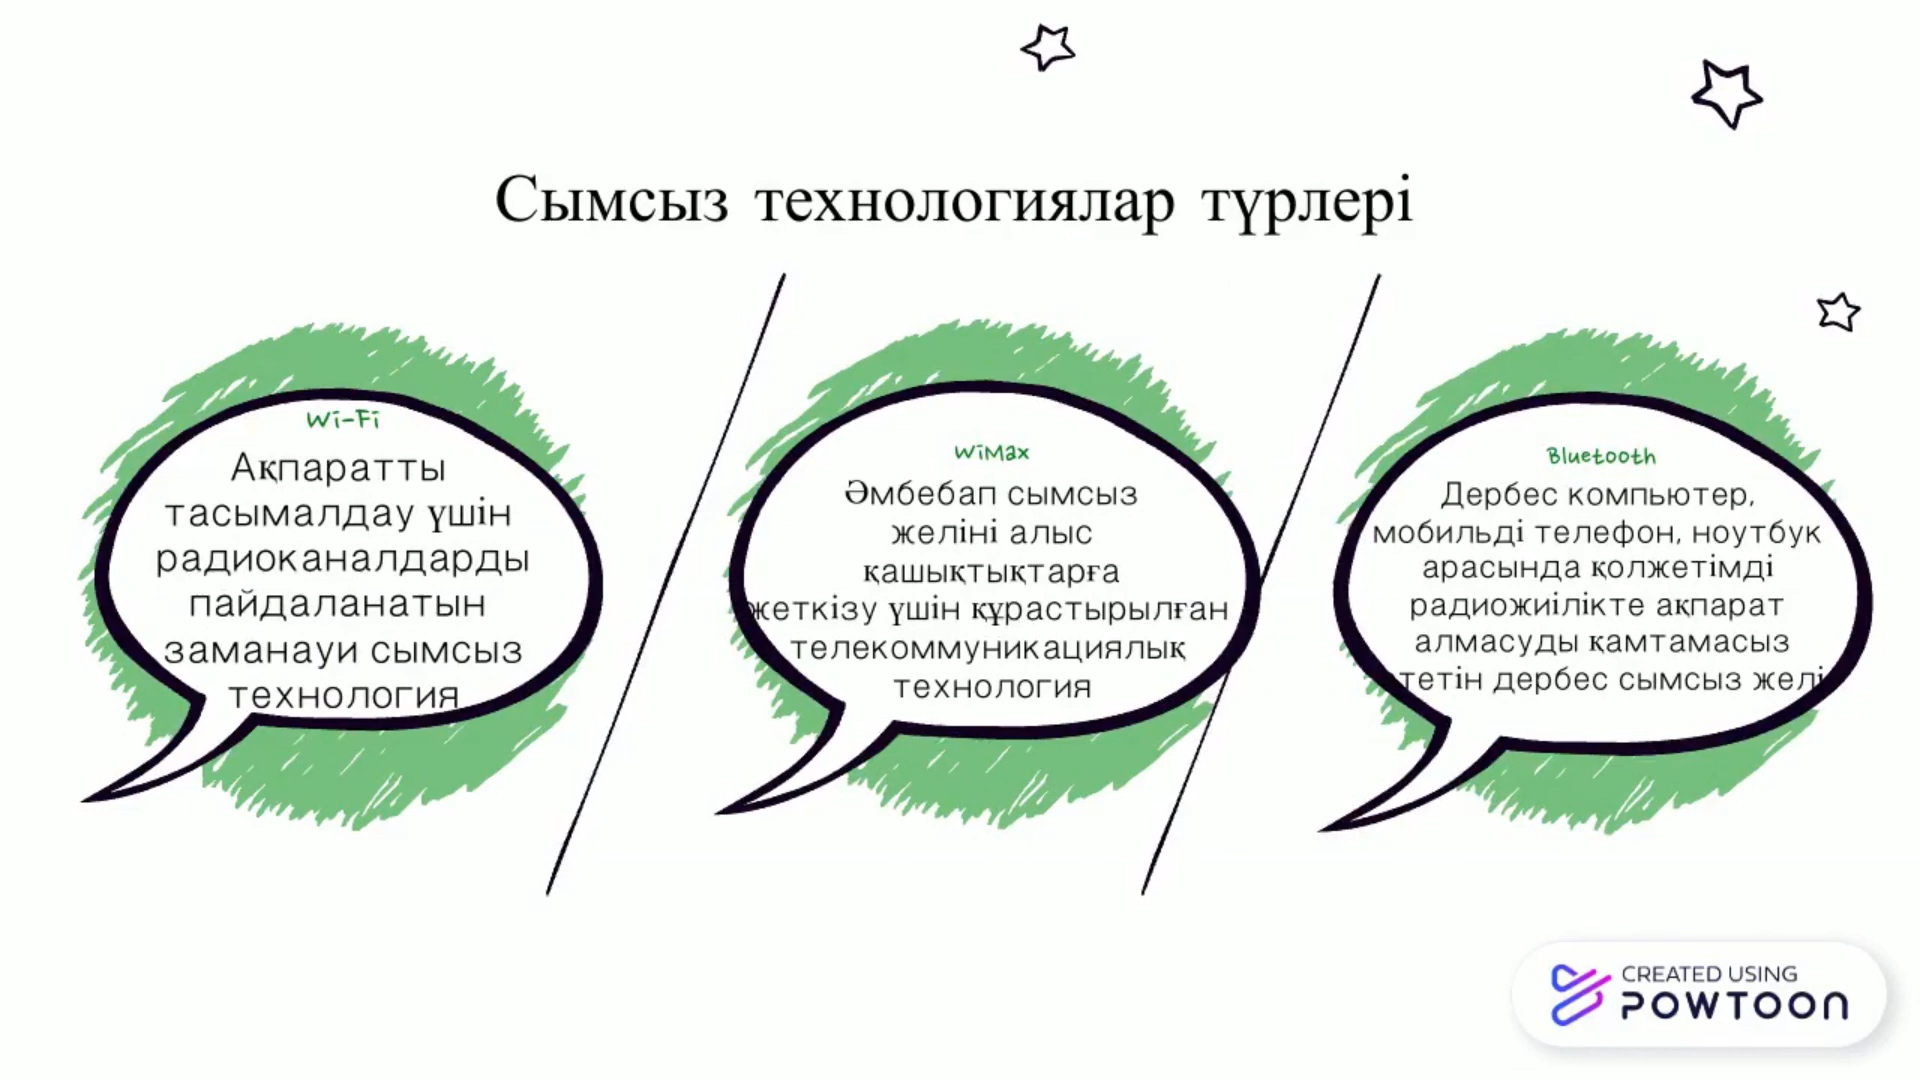 Сымсыз технологиялар түрлері
Wi-Fi
Ақпаратты
тасымалдау үшін
радиоканалдарды
пайдаланатын
заманауи сымсыз
технология
WiMax
Әмбебап сымсыз
желіні алыс
қашықтықтарға
жеткізу үшін құрастырылған
телекоммуникациялық
технология
Bluetooth
Дербес компьютер,
мобильді телефон, ноутбук
арасында қолжетімді
радиожиілікте ақпарат
алмасуды қамтамасыз
етін дербес сымсыз желі
CREATED USING
POWTOON